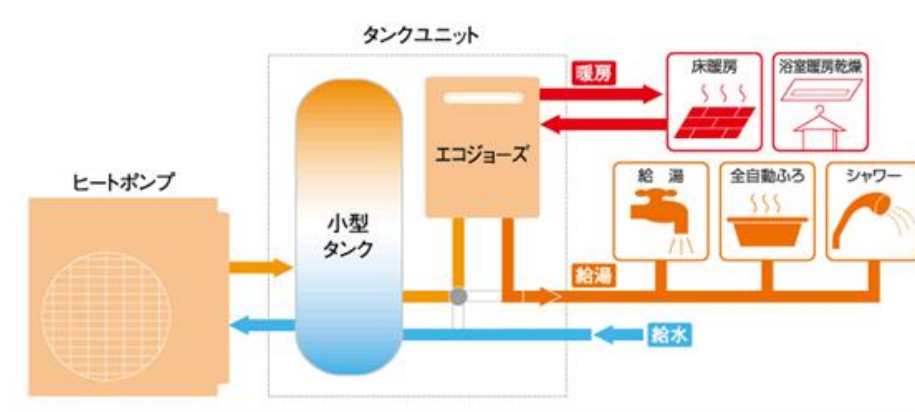 タンクユニット
暖房
床暖房
浴室暖房乾燥
エコジョーズ
ヒートポンプ
小型
タンク
給 湯
全自動ふろ
シャワー
給湯
給水